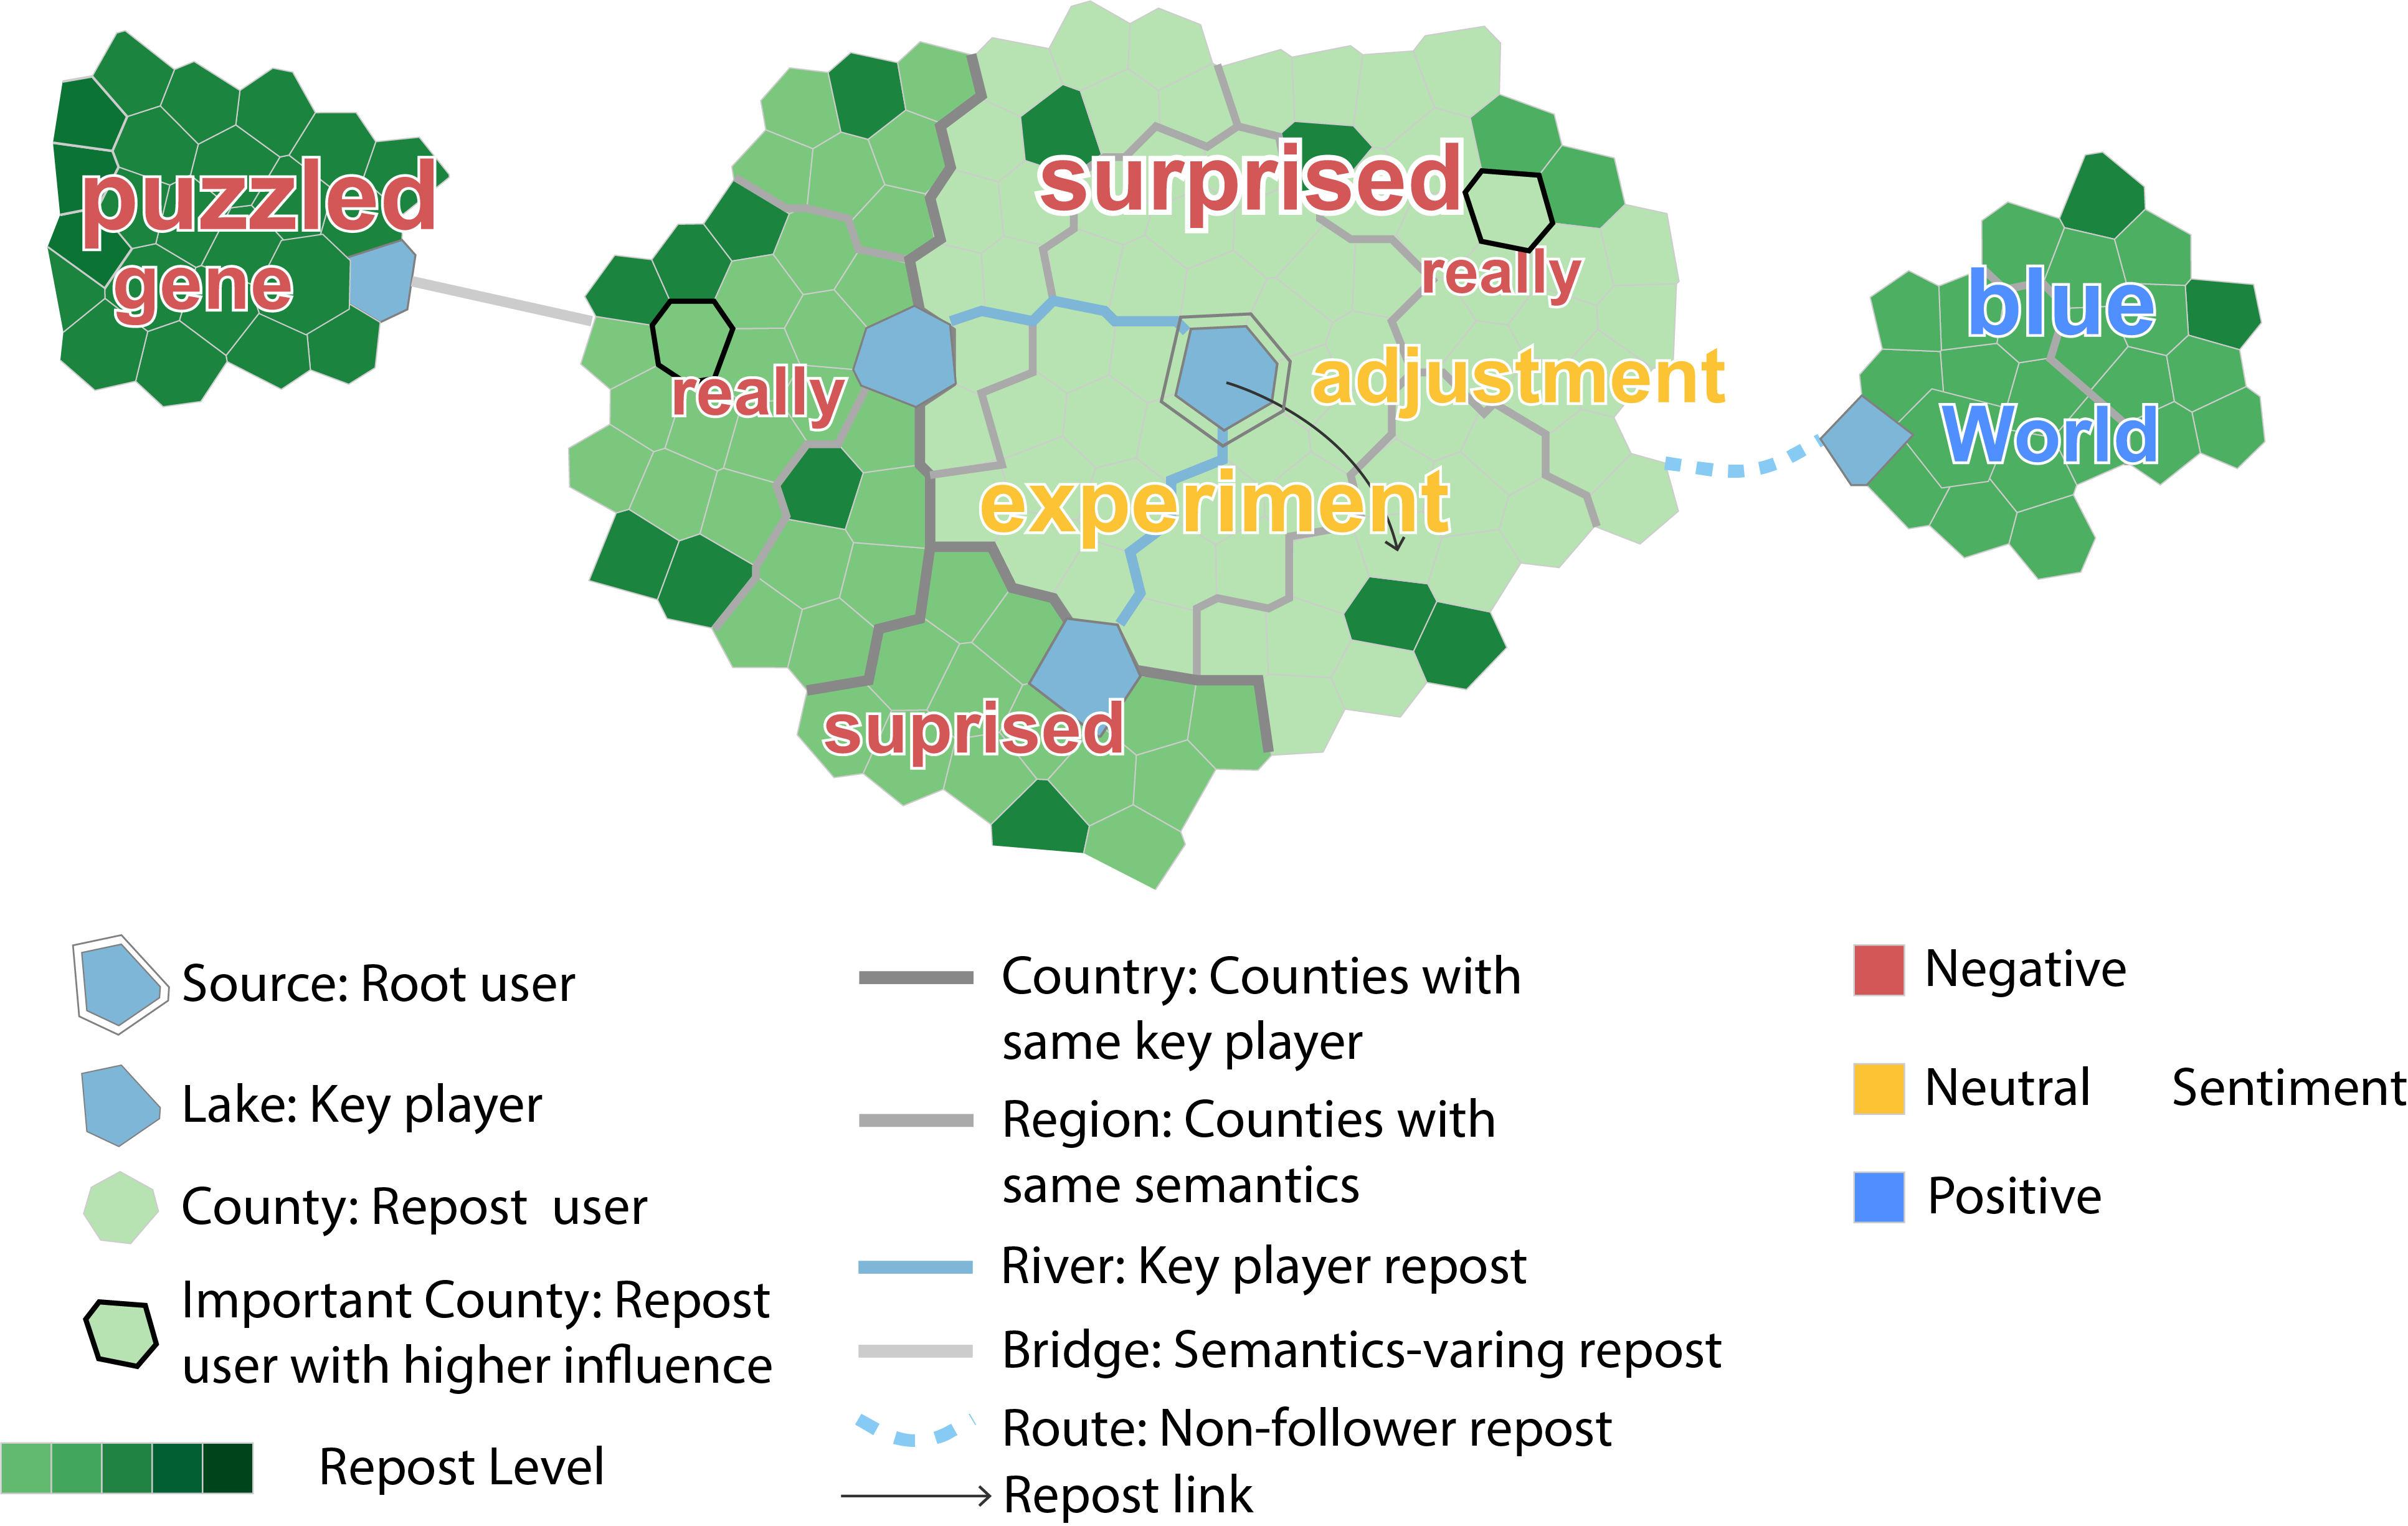 puzzled
gene
surprised
really
really
adjustment
experiment
suprised
blue
World
Source: Root user
Lake: Key player
County: Repost user
Important County: Repost
user with higher influence
Repost Level
Country: Counties with
same key player
Region: Counties with
same semantics
River: Key player repost
Bridge: Semantics-varing repost
Route: Non-follower repost
Repost link
Negative
Neutral
Sentiment
Positive